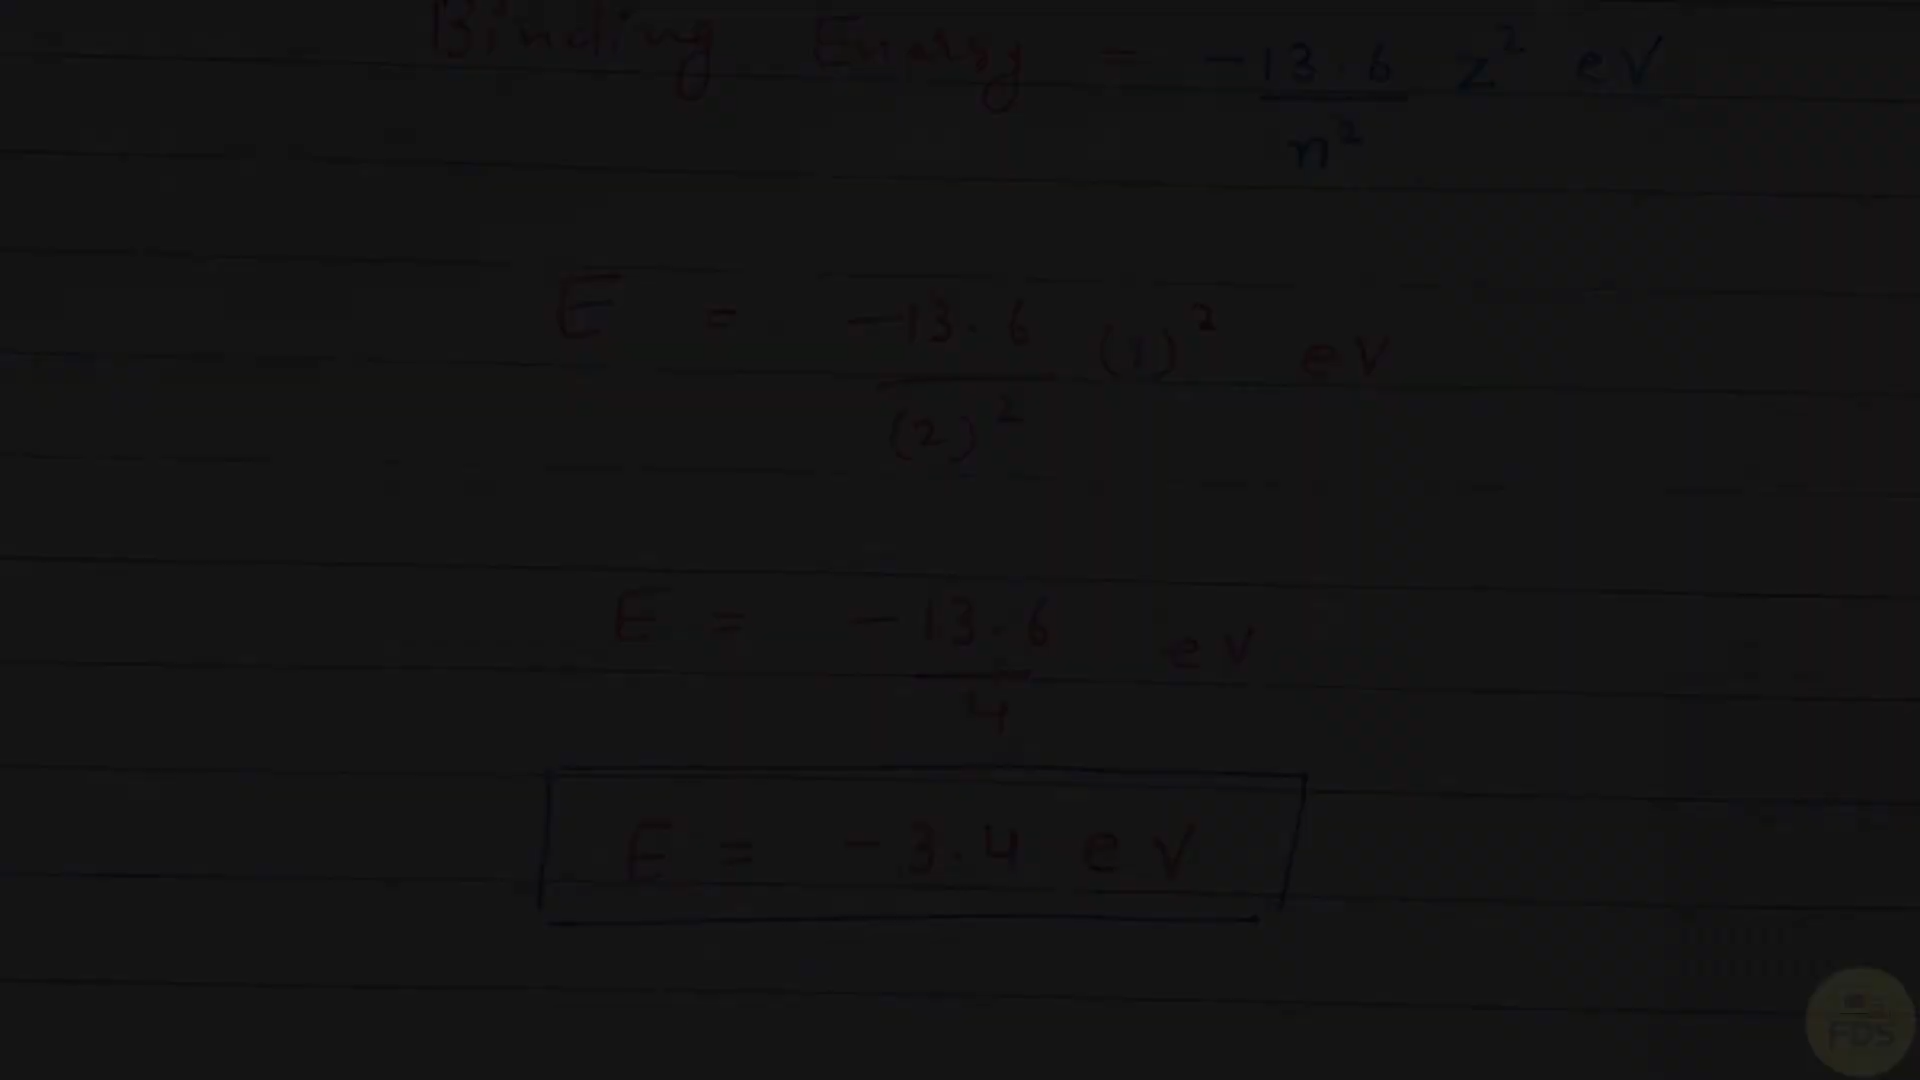 Binding Energy = -13.6/n² z² eV
E = -13.6/(2)² (1)² eV
E = -13.6/4 eV
E = -3.4 eV
FDS